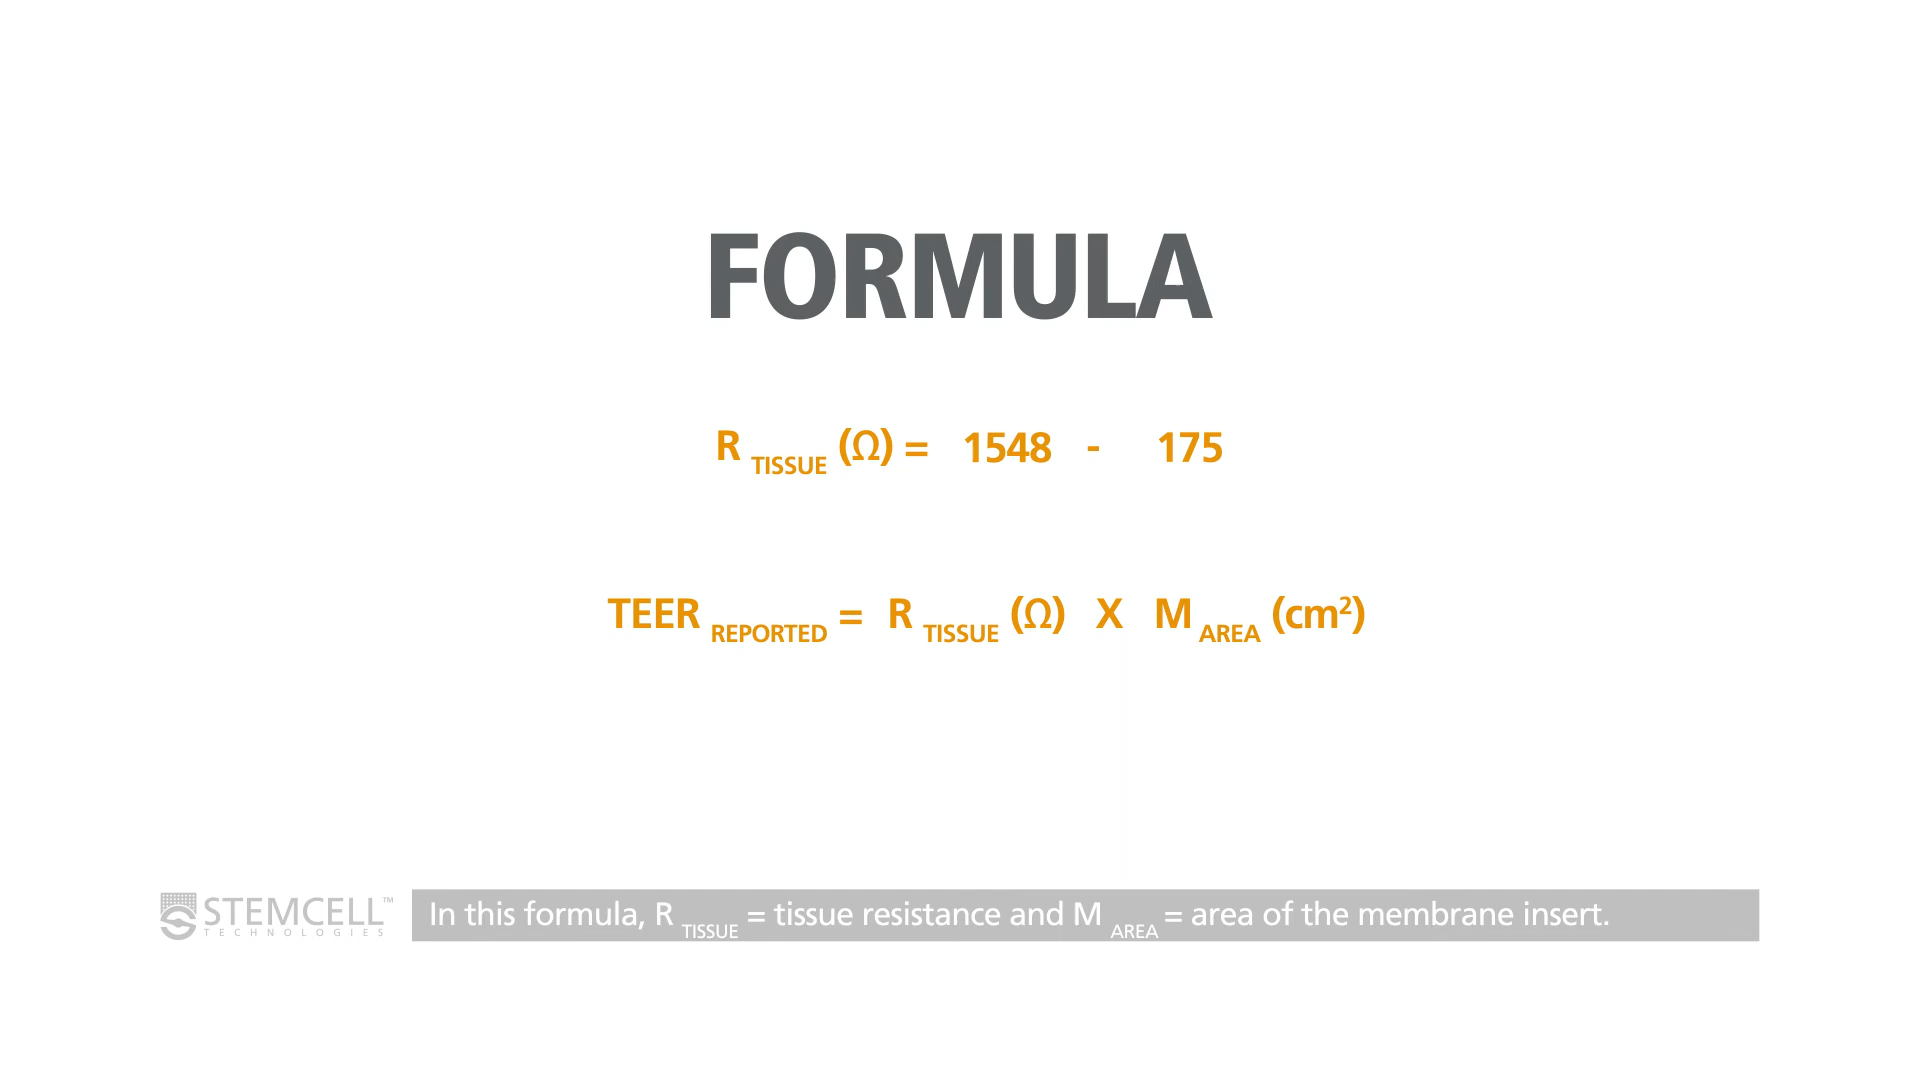 FORMULA
R TISSUE (Ω) = 1548 - 175
TEER REPORTED = R TISSUE (Ω) X M AREA (cm²)
STEMCELL™
TECHNOLOGIES
In this formula, R TISSUE = tissue resistance and M AREA = area of the membrane insert.